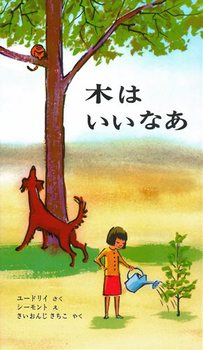 木は
いいなあ
ユードリイ さく
シーモント え
さいおんじ さちこ やく